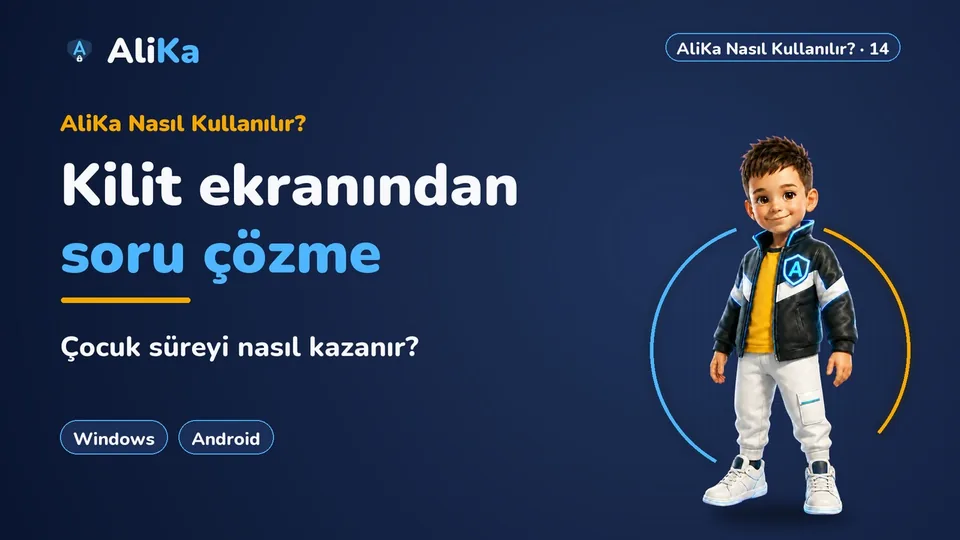 AliKa
AliKa Nasıl Kullanılır? · 14
AliKa Nasıl Kullanılır?
Kilit ekranından
soru çözme
Çocuk süreyi nasıl kazanır?
Windows
Android
A
A